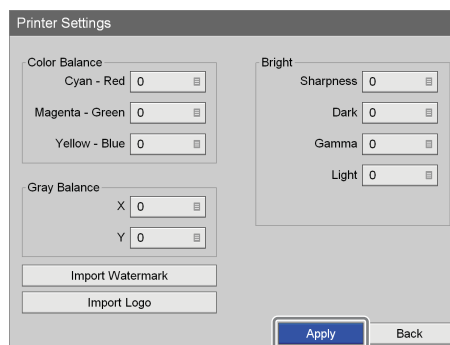 Printer Settings
Color Balance
Cyan - Red 0
Magenta - Green 0
Yellow - Blue 0
Gray Balance
X 0
Y 0
Import Watermark
Import Logo
Bright
Sharpness 0
Dark 0
Gamma 0
Light 0
Apply Back